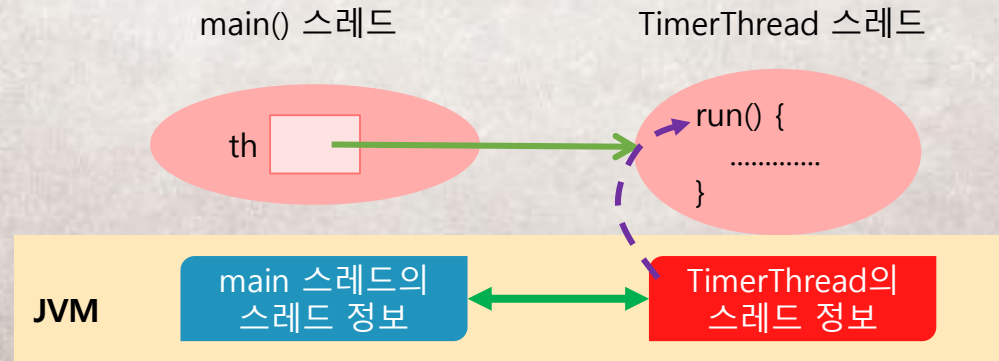 main() 스레드
TimerThread 스레드
th
run() {
.............
}
JVM
main 스레드의
스레드 정보
TimerThread의
스레드 정보